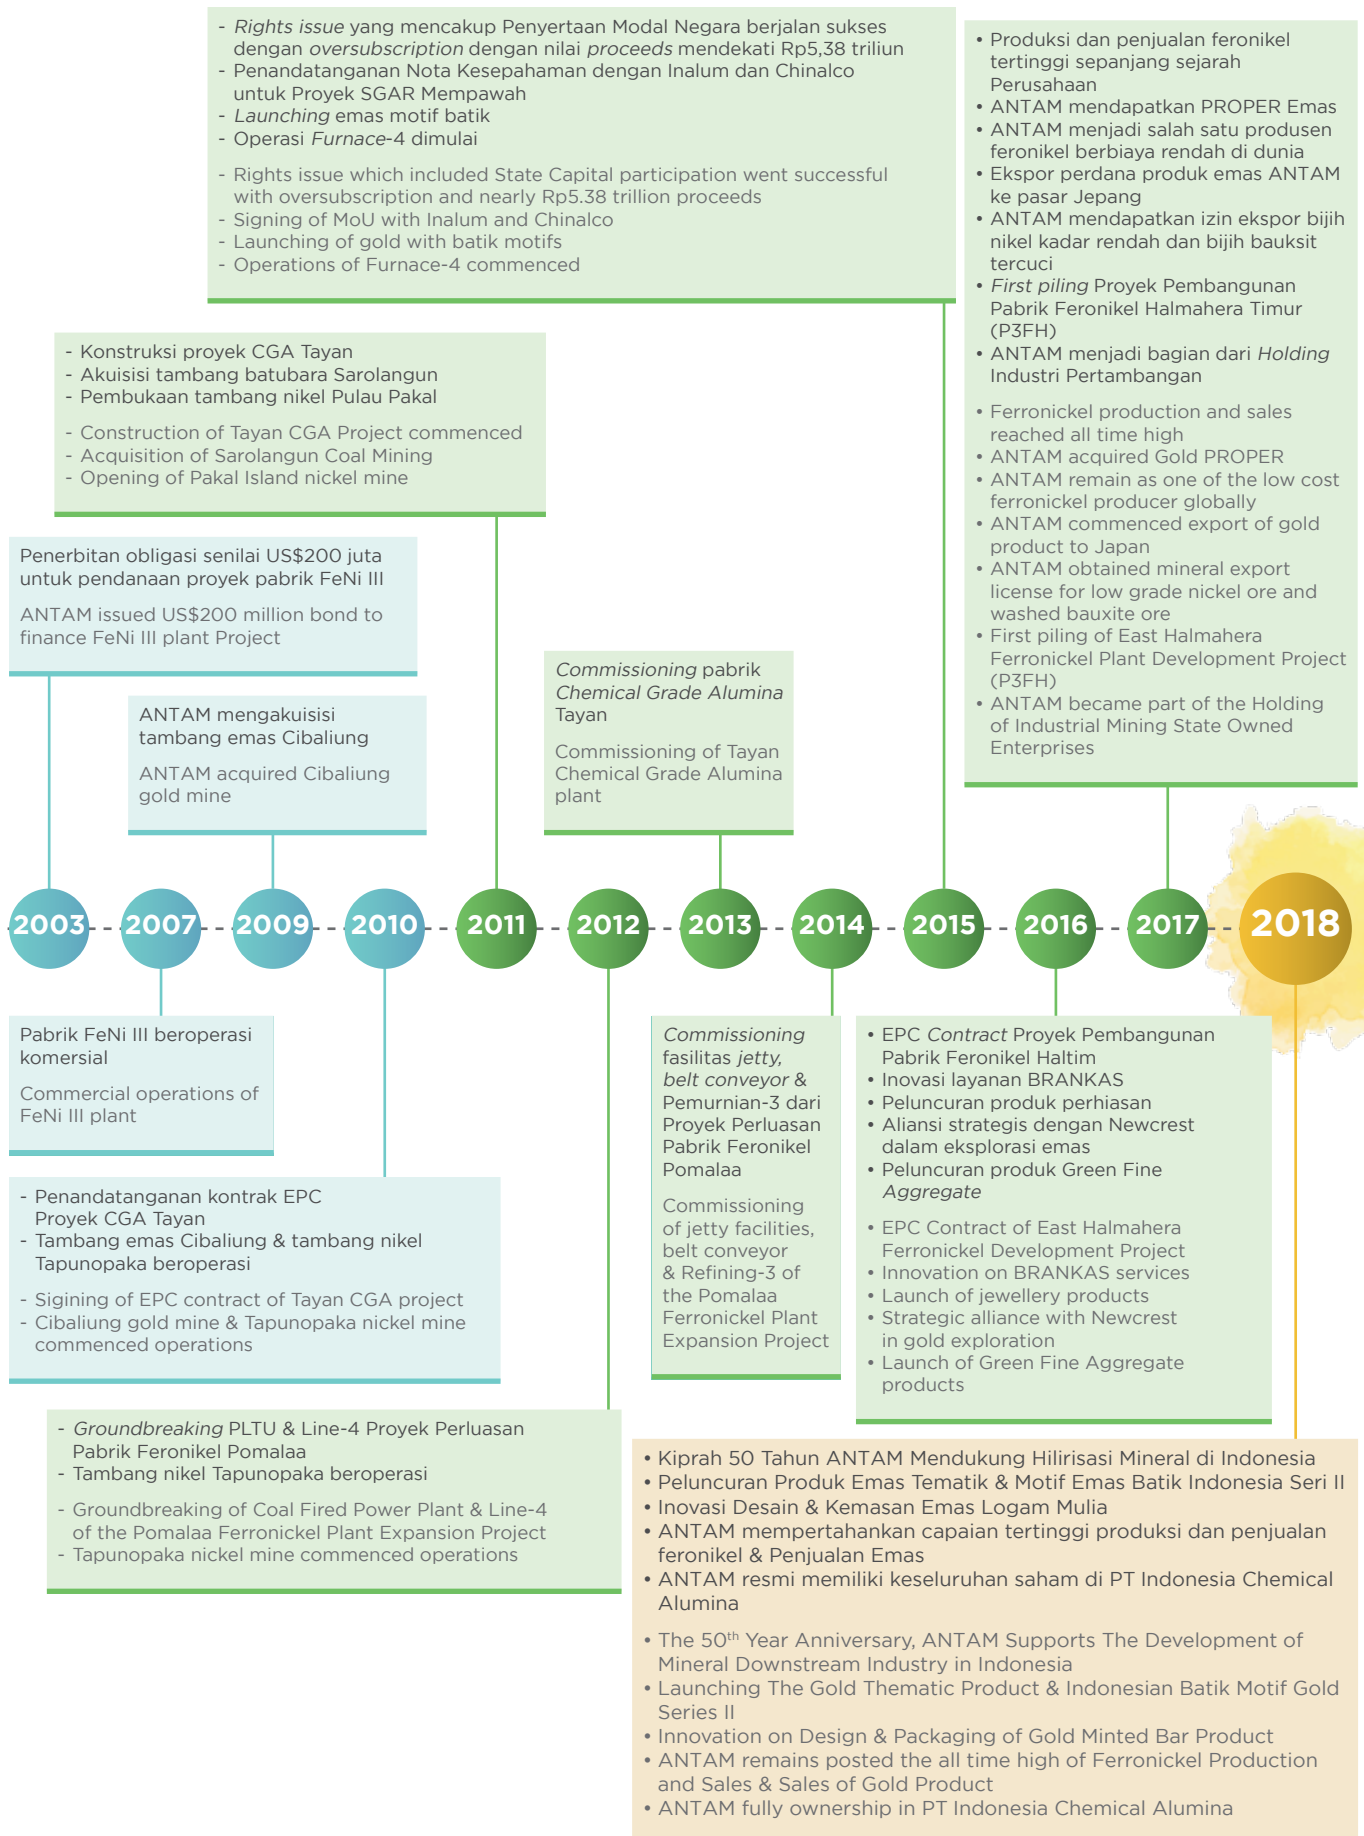 - Rights issue yang mencakup Penyertaan Modal Negara berjalan sukses
dengan oversubscription dengan nilai proceeds mendekati Rp5,38 triliun
- Penandatanganan Nota Kesepahaman dengan Inalum dan Chinalco
untuk Proyek SGAR Mempawah
- Launching emas motif batik
- Operasi Furnace-4 dimulai
- Rights issue which included State Capital participation went successful
with oversubscription and nearly Rp5.38 trillion proceeds
- Signing of MoU with Inalum and Chinalco
- Launching of gold with batik motifs
- Operations of Furnace-4 commenced
• Produksi dan penjualan feronikel
tertinggi sepanjang sejarah
Perusahaan
• ANTAM mendapatkan PROPER Emas
• ANTAM menjadi salah satu produsen
feronikel berbiaya rendah di dunia
• Ekspor perdana produk emas ANTAM
ke pasar Jepang
• ANTAM mendapatkan izin ekspor bijih
nikel kadar rendah dan bijih bauksit
tercuci
• First piling Proyek Pembangunan
Pabrik Feronikel Halmahera Timur
(P3FH)
• ANTAM menjadi bagian dari Holding
Industri Pertambangan
• Ferronickel production and sales
reached all time high
• ANTAM acquired Gold PROPER
• ANTAM remain as one of the low cost
ferronickel producer globally
• ANTAM commenced export of gold
product to Japan
• ANTAM obtained mineral export
license for low grade nickel ore and
washed bauxite ore
• First piling of East Halmahera
Ferronickel Plant Development Project
(P3FH)
• ANTAM became part of the Holding
of Industrial Mining State Owned
Enterprises
- Konstruksi proyek CGA Tayan
- Akuisisi tambang batubara Sarolangun
- Pembukaan tambang nikel Pulau Pakal
- Construction of Tayan CGA Project commenced
- Acquisition of Sarolangun Coal Mining
- Opening of Pakal Island nickel mine
Penerbitan obligasi senilai US$200 juta
untuk pendanaan proyek pabrik FeNi III
ANTAM issued US$200 million bond to
finance FeNi III plant Project
ANTAM mengakuisisi
tambang emas Cibaliung
ANTAM acquired Cibaliung
gold mine
Commissioning pabrik
Chemical Grade Alumina
Tayan
Commissioning of Tayan
Chemical Grade Alumina
plant
2003 2007 2009 2010 2011 2012 2013 2014 2015 2016 2017 2018
Pabrik FeNi III beroperasi
komersial
Commercial operations of
FeNi III plant
- Penandatanganan kontrak EPC
Proyek CGA Tayan
- Tambang emas Cibaliung & tambang nikel
Tapunopaka beroperasi
- Sigining of EPC contract of Tayan CGA project
- Cibaliung gold mine & Tapunopaka nickel mine
commenced operations
- Groundbreaking PLTU & Line-4 Proyek Perluasan
Pabrik Feronikel Pomalaa
- Tambang nikel Tapunopaka beroperasi
- Groundbreaking of Coal Fired Power Plant & Line-4
of the Pomalaa Ferronickel Plant Expansion Project
- Tapunopaka nickel mine commenced operations
Commissioning
fasilitas jetty,
belt conveyor &
Pemurnian-3 dari
Proyek Perluasan
Pabrik Feronikel
Pomalaa
Commissioning
of jetty facilities,
belt conveyor
& Refining-3 of
the Pomalaa
Ferronickel Plant
Expansion Project
• EPC Contract Proyek Pembangunan
Pabrik Feronikel Haltim
• Inovasi layanan BRANKAS
• Peluncuran produk perhiasan
• Aliansi strategis dengan Newcrest
dalam eksplorasi emas
• Peluncuran produk Green Fine
Aggregate
• EPC Contract of East Halmahera
Ferronickel Development Project
• Innovation on BRANKAS services
• Launch of jewellery products
• Strategic alliance with Newcrest
in gold exploration
• Launch of Green Fine Aggregate
products
• Kiprah 50 Tahun ANTAM Mendukung Hilirisasi Mineral di Indonesia
• Peluncuran Produk Emas Tematik & Motif Emas Batik Indonesia Seri II
• Inovasi Desain & Kemasan Emas Logam Mulia
• ANTAM mempertahankan capaian tertinggi produksi dan penjualan
feronikel & Penjualan Emas
• ANTAM resmi memiliki keseluruhan saham di PT Indonesia Chemical
Alumina
• The 50th Year Anniversary, ANTAM Supports The Development of
Mineral Downstream Industry in Indonesia
• Launching The Gold Thematic Product & Indonesian Batik Motif Gold
Series II
• Innovation on Design & Packaging of Gold Minted Bar Product
• ANTAM remains posted the all time high of Ferronickel Production
and Sales & Sales of Gold Product
• ANTAM fully ownership in PT Indonesia Chemical Alumina